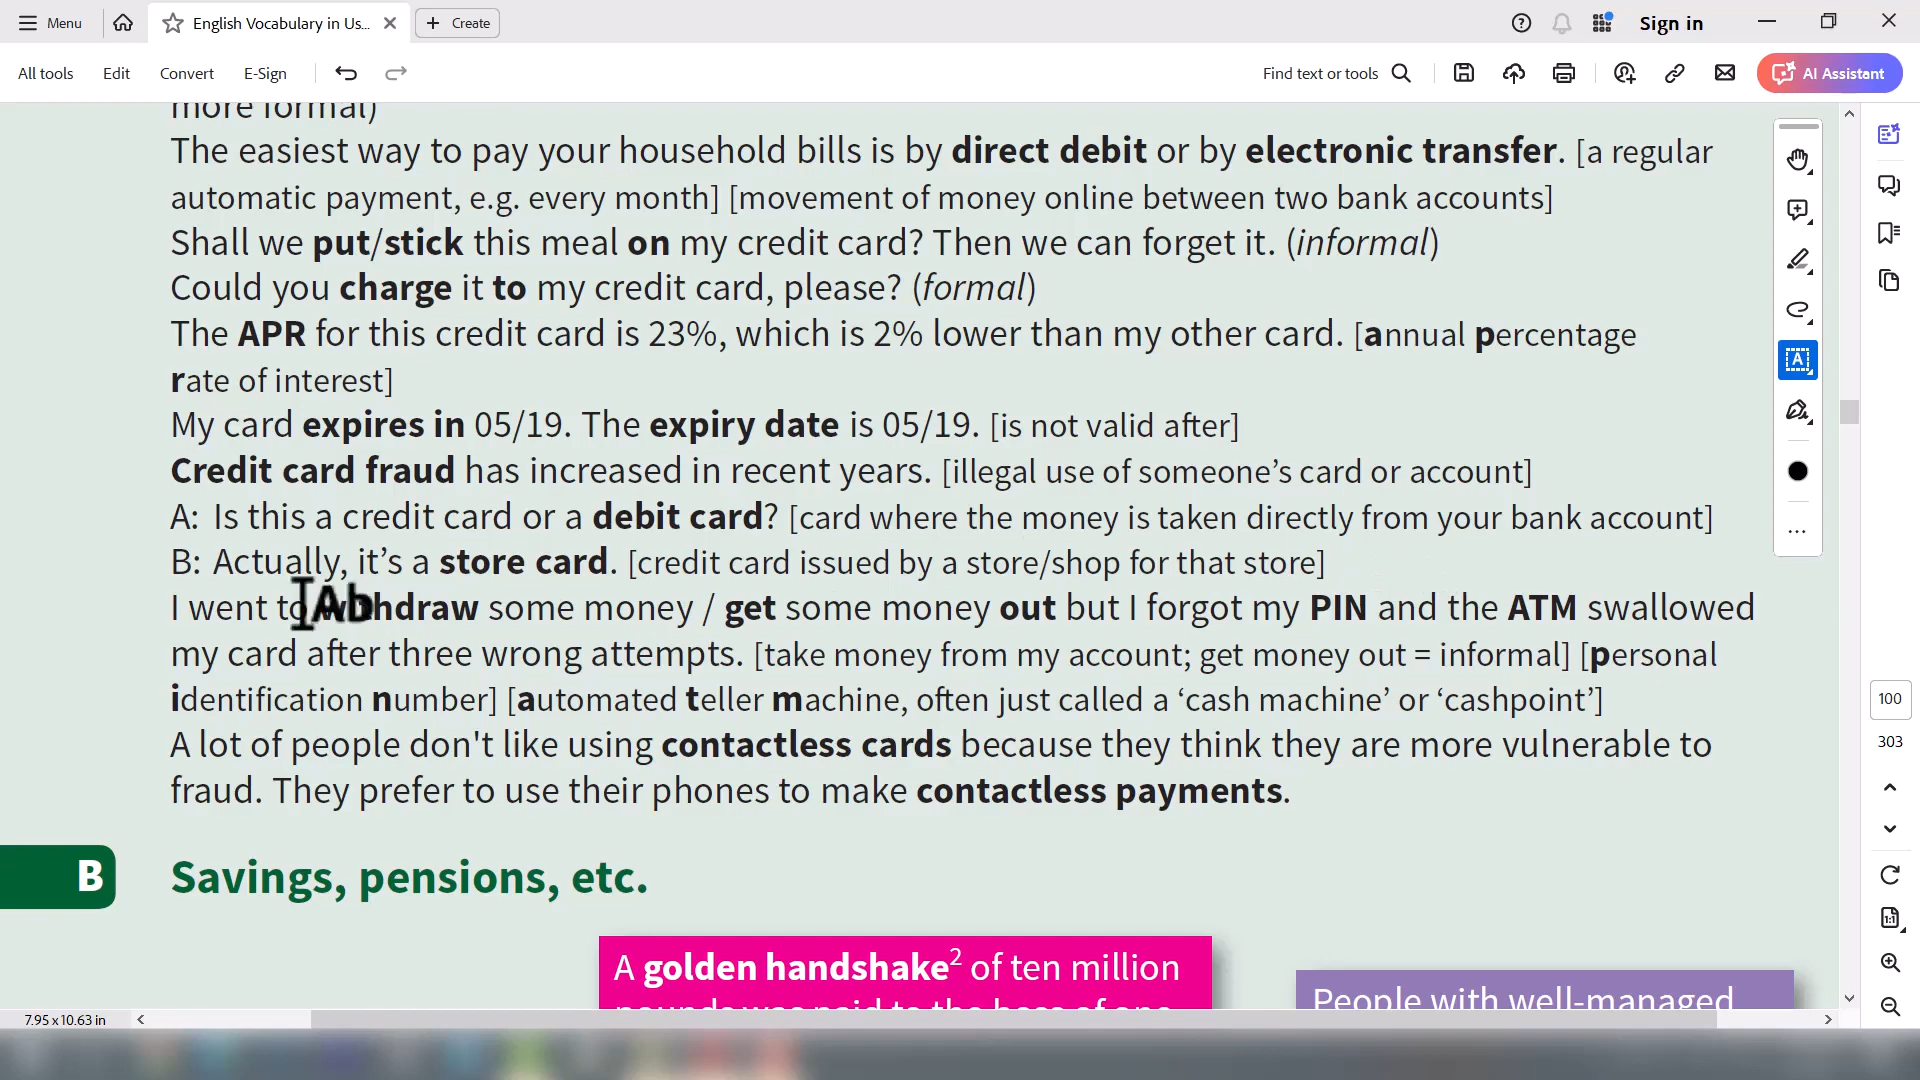 Menu
English Vocabulary in Us...
Create
Sign in
All tools
Edit
Convert
E-Sign
Find text or tools
AI Assistant
more formal)
The easiest way to pay your household bills is by direct debit or by electronic transfer. [a regular
automatic payment, e.g. every month] [movement of money online between two bank accounts]
Shall we put/stick this meal on my credit card? Then we can forget it. (informal)
Could you charge it to my credit card, please? (formal)
The APR for this credit card is 23%, which is 2% lower than my other card. [annual percentage
rate of interest]
My card expires in 05/19. The expiry date is 05/19. [is not valid after]
Credit card fraud has increased in recent years. [illegal use of someone’s card or account]
A: Is this a credit card or a debit card? [card where the money is taken directly from your bank account]
B: Actually, it’s a store card. [credit card issued by a store/shop for that store]
I went to withdraw some money / get some money out but I forgot my PIN and the ATM swallowed
my card after three wrong attempts. [take money from my account; get money out = informal] [personal
identification number] [automated teller machine, often just called a ‘cash machine’ or ‘cashpoint’]
A lot of people don't like using contactless cards because they think they are more vulnerable to
fraud. They prefer to use their phones to make contactless payments.
B
Savings, pensions, etc.
A golden handshake2 of ten million
People with well-managed
Ab
A
100
303
7.95 x 10.63 in